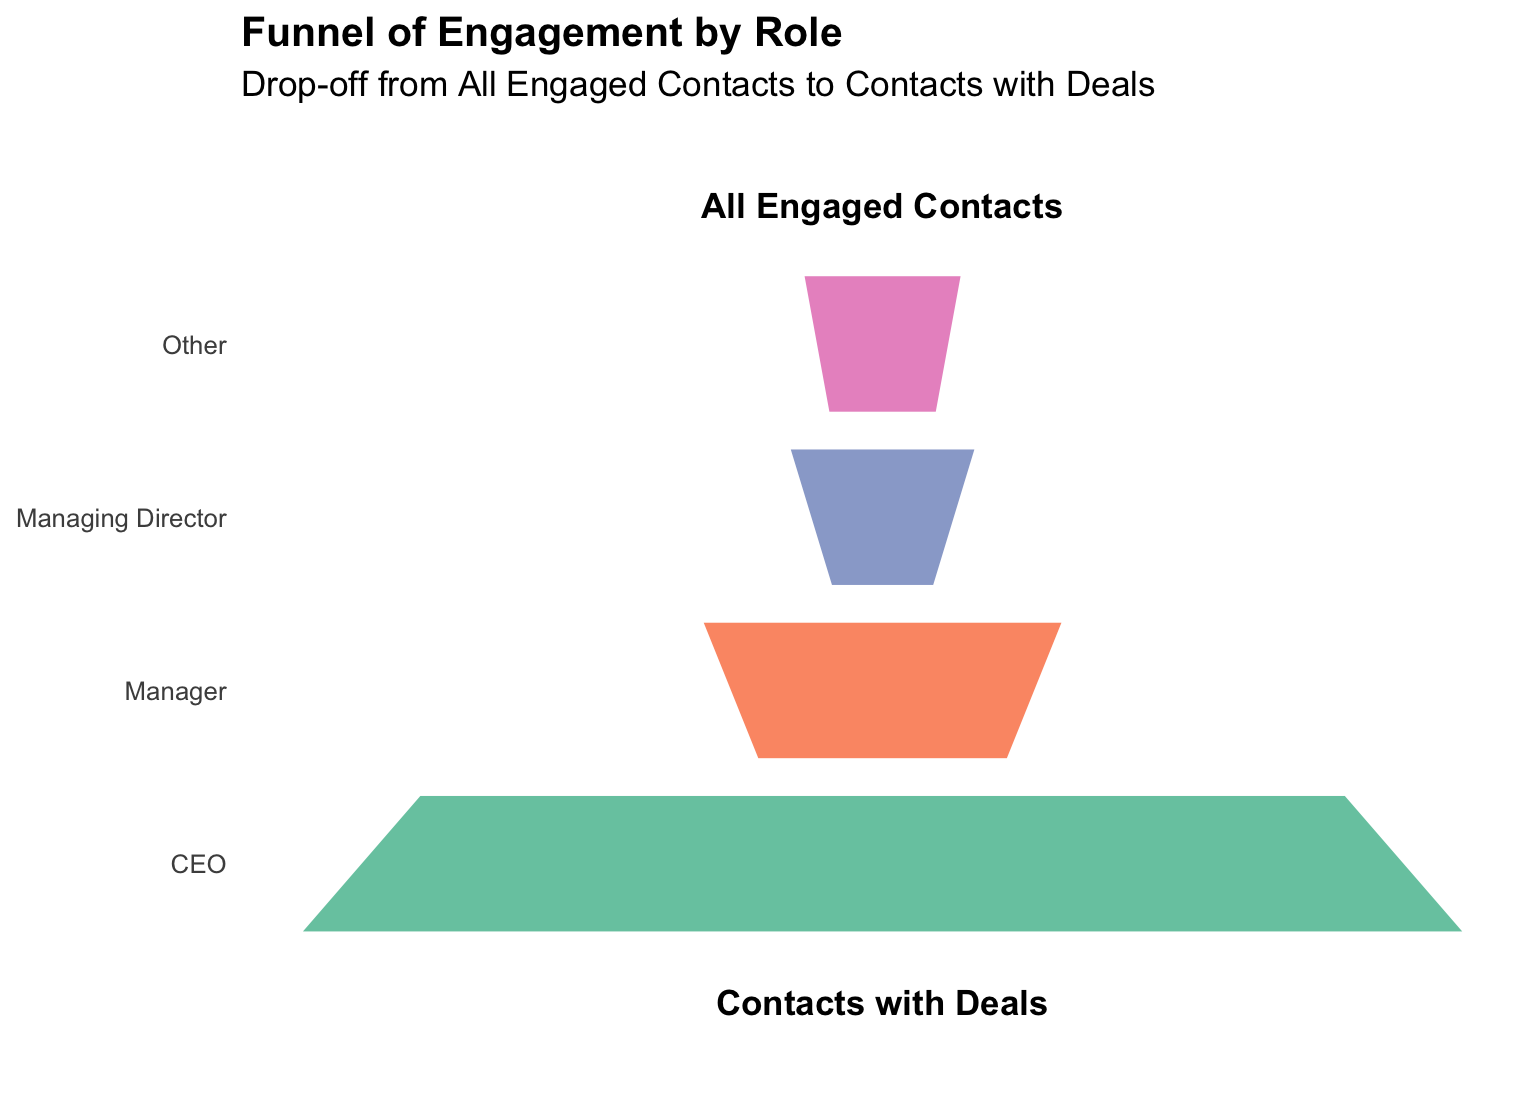 Funnel of Engagement by Role
Drop-off from All Engaged Contacts to Contacts with Deals
All Engaged Contacts
Other
Managing Director
Manager
CEO
Contacts with Deals